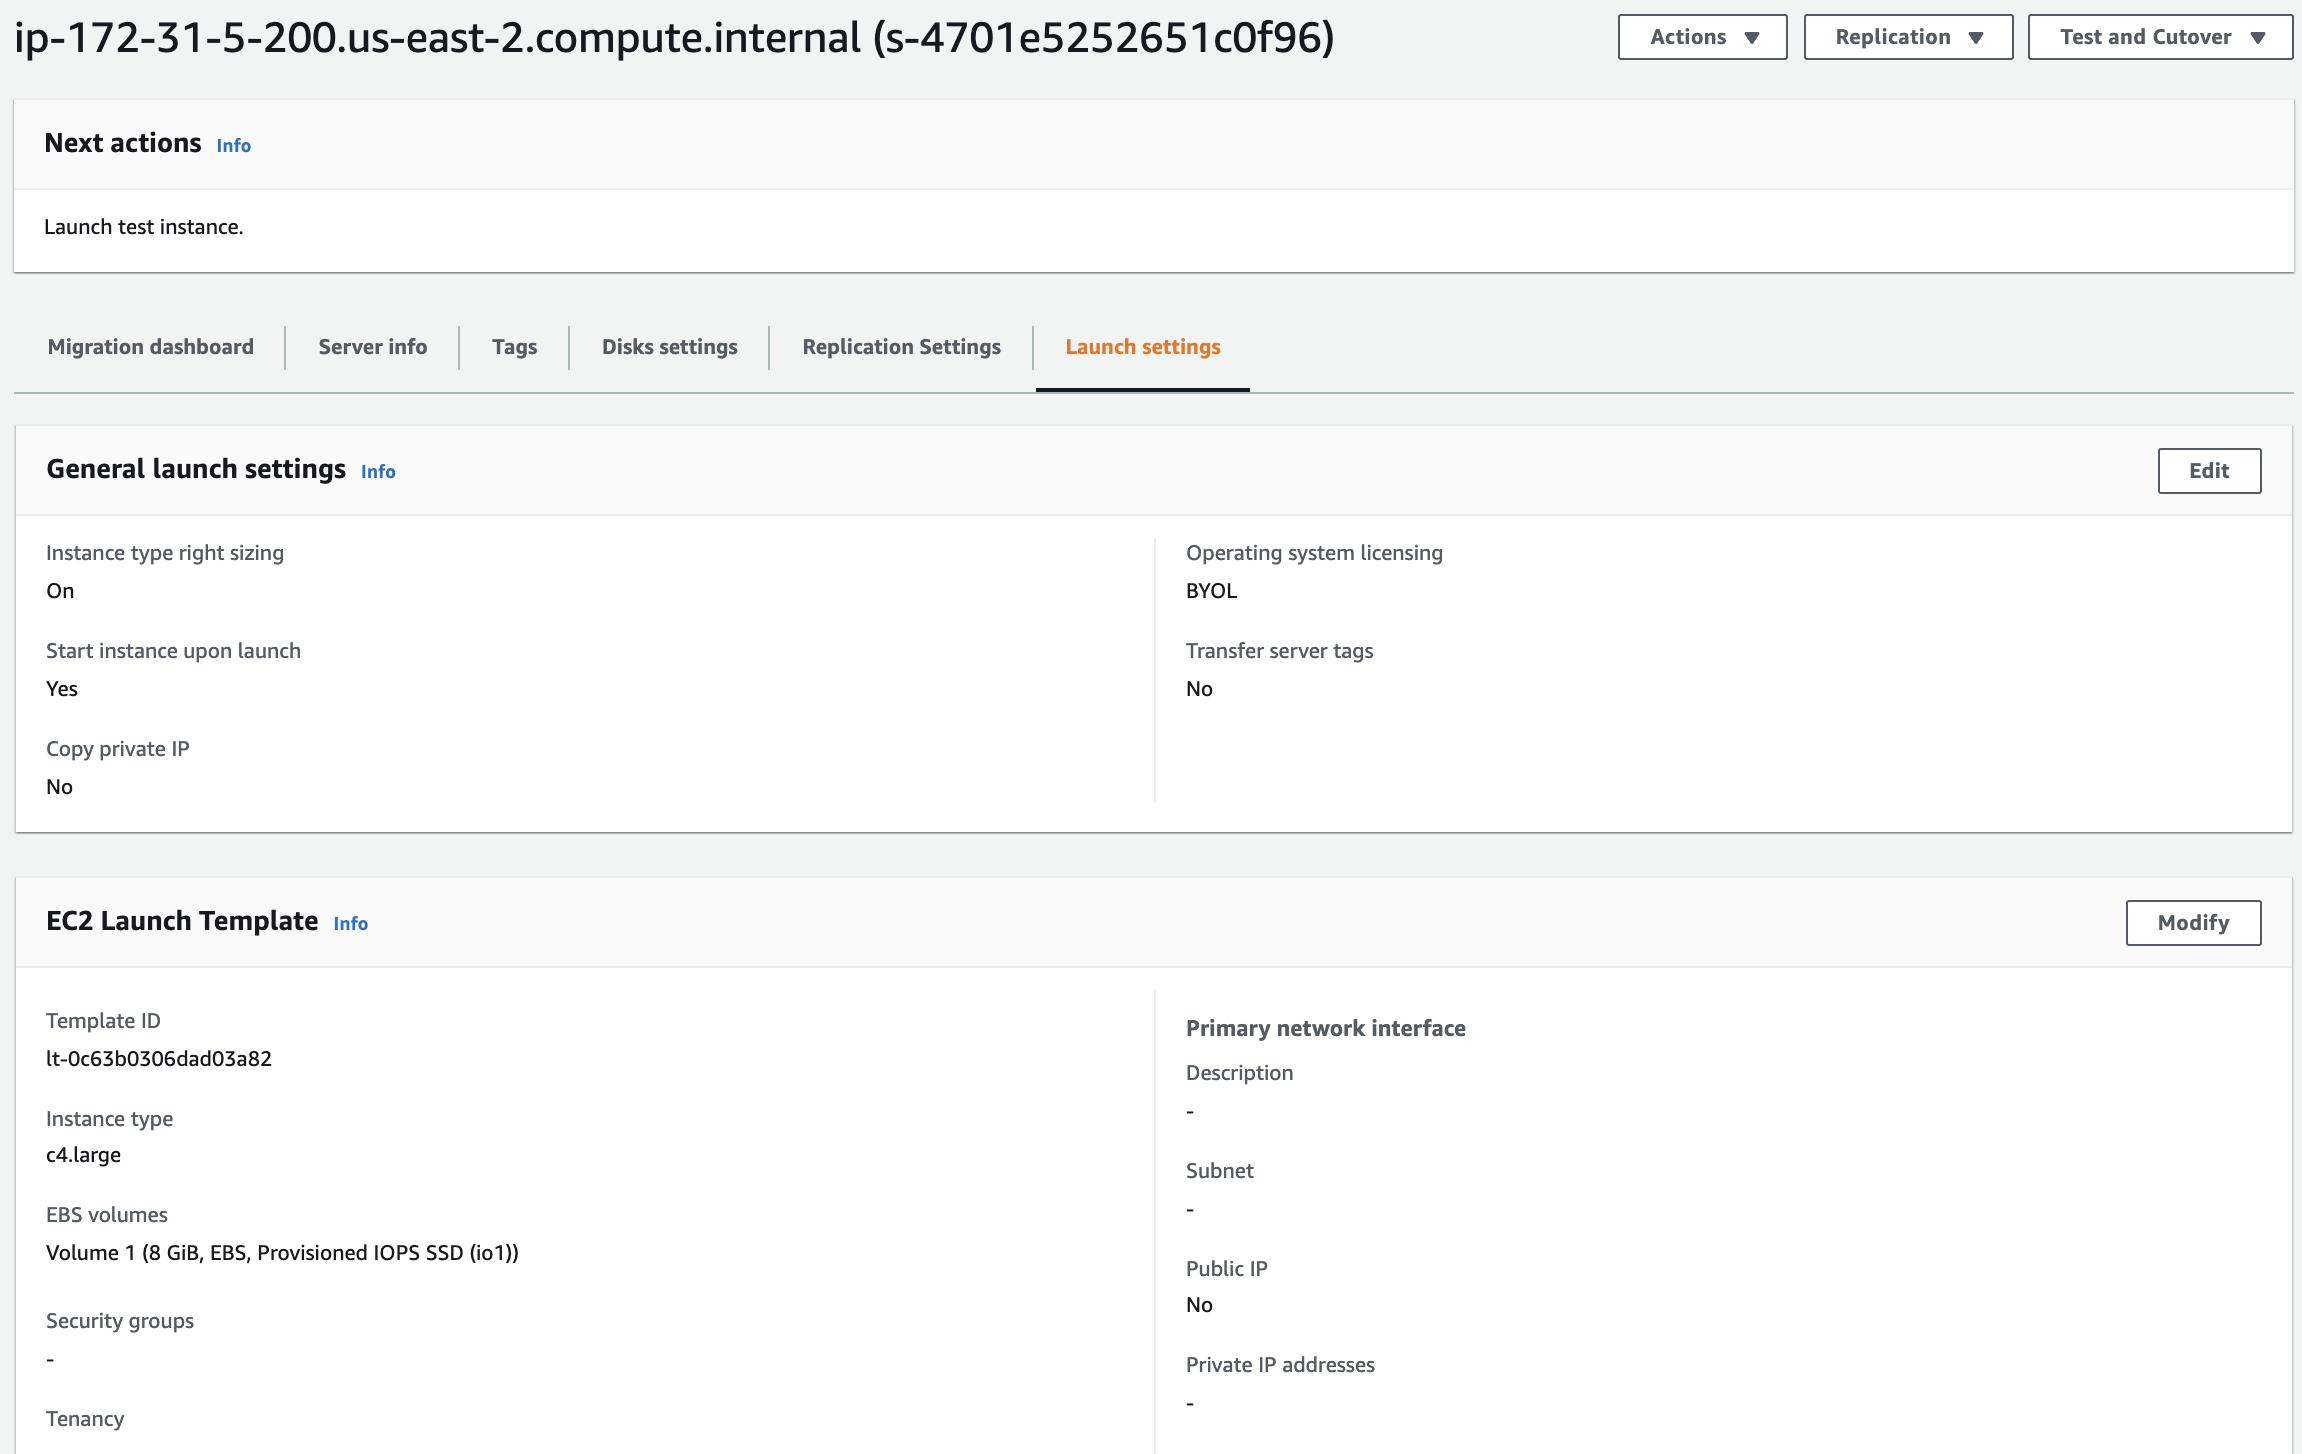 ip-172-31-5-200.us-east-2.compute.internal (s-4701e5252651c0f96)
Actions
Replication
Test and Cutover
Next actions Info
Launch test instance.
Migration dashboard
Server info
Tags
Disks settings
Replication Settings
Launch settings
General launch settings Info
Edit
Instance type right sizing
On
Start instance upon launch
Yes
Copy private IP
No
Operating system licensing
BYOL
Transfer server tags
No
EC2 Launch Template Info
Modify
Template ID
lt-0c63b0306dad03a82
Instance type
c4.large
EBS volumes
Volume 1 (8 GiB, EBS, Provisioned IOPS SSD (io1))
Security groups
-
Tenancy
Primary network interface
Description
-
Subnet
-
Public IP
No
Private IP addresses
-